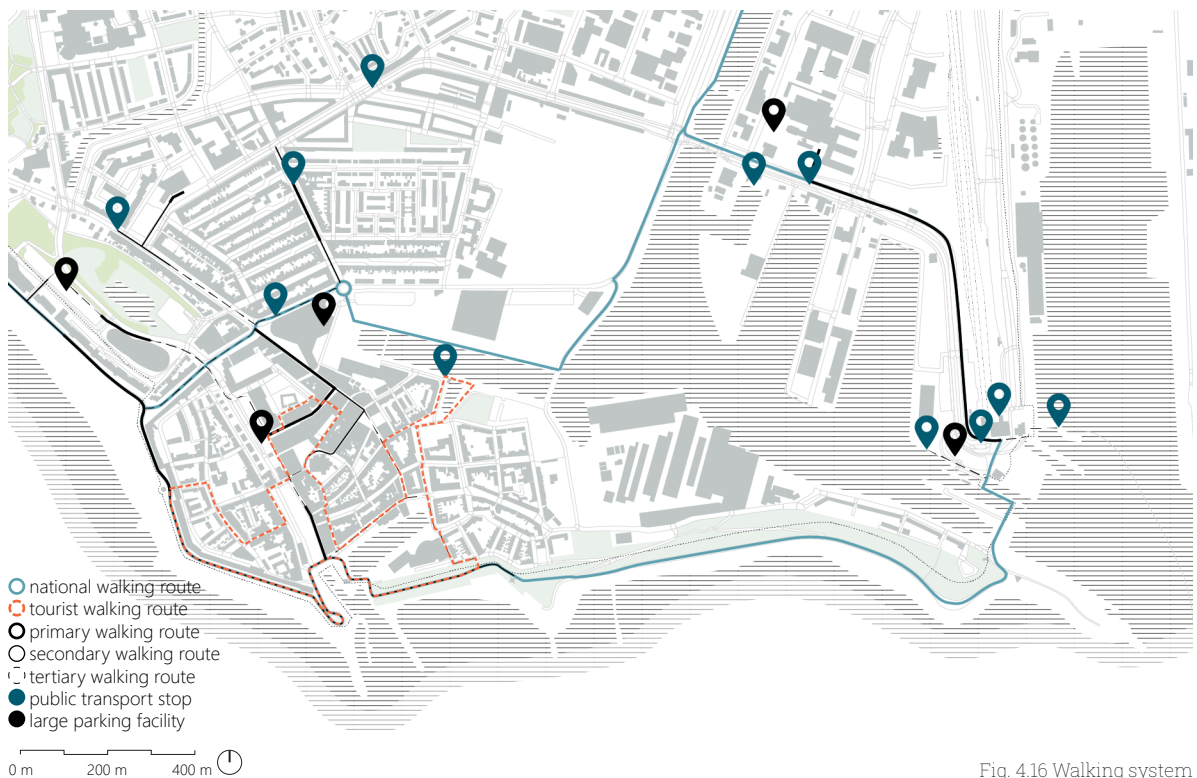 national walking route
tourist walking route
primary walking route
secondary walking route
tertiary walking route
public transport stop
large parking facility
0 m 200 m 400 m
Fig. 4.16 Walking system